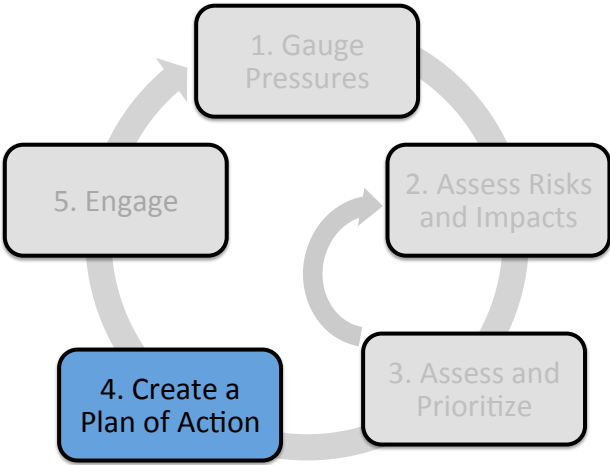 1. Gauge
Pressures
2. Assess Risks
and Impacts
3. Assess and
Prioritize
4. Create a
Plan of Action
5. Engage